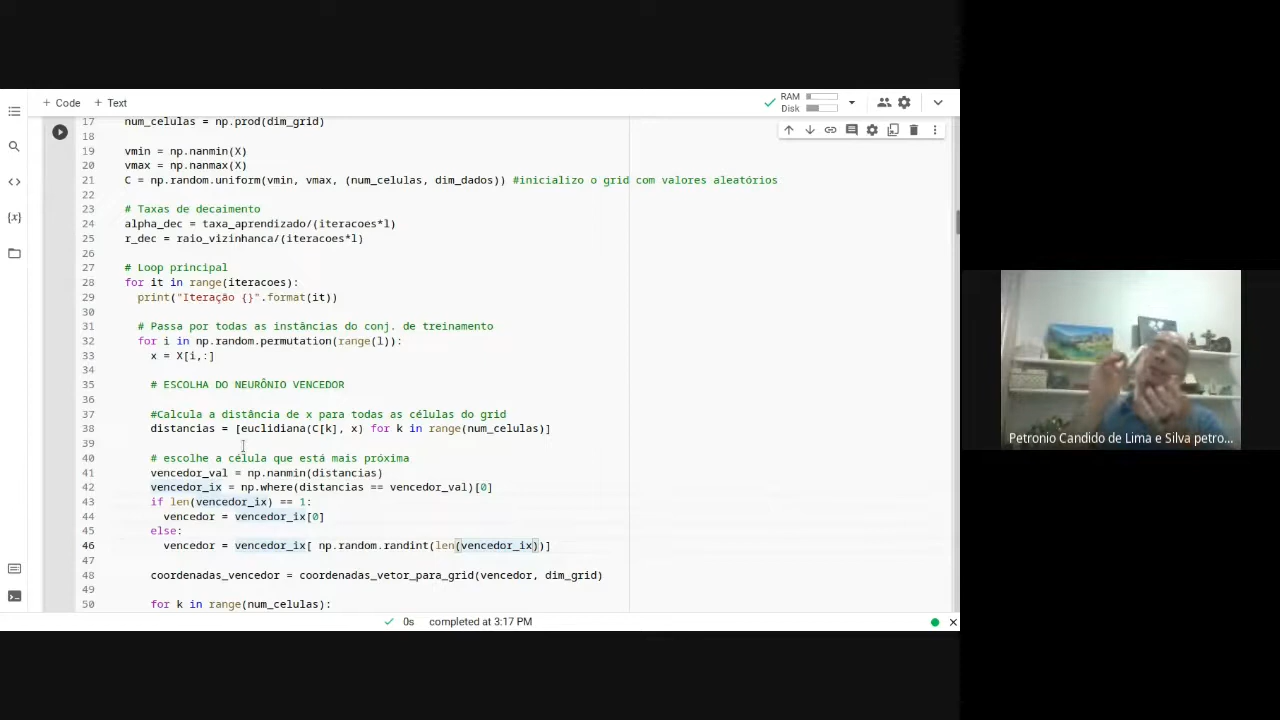 + Code + Text
RAM
Disk
17 num_celulas = np.prod(dim_grid)
18
19 vmin = np.nanmin(X)
20 vmax = np.nanmax(X)
21 C = np.random.uniform(vmin, vmax, (num_celulas, dim_dados)) #inicializo o grid com valores aleatórios
22
23 # Taxas de decaimento
24 alpha_dec = taxa_aprendizado/(iteracoes*l)
25 r_dec = raio_vizinhanca/(iteracoes*l)
26
27 # Loop principal
28 for it in range(iteracoes):
29 print("Iteração {}".format(it))
30
31 # Passa por todas as instâncias do conj. de treinamento
32 for i in np.random.permutation(range(l)):
33 x = X[i,:]
34
35 # ESCOLHA DO NEURÔNIO VENCEDOR
36
37 #Calcula a distância de x para todas as células do grid
38 distancias = [euclidiana(C[k], x) for k in range(num_celulas)]
39
40 # escolhe a célula que está mais próxima
41 vencedor_val = np.nanmin(distancias)
42 vencedor_ix = np.where(distancias == vencedor_val)[0]
43 if len(vencedor_ix) == 1:
44 vencedor = vencedor_ix[0]
45 else:
46 vencedor = vencedor_ix[ np.random.randint(len(vencedor_ix))]
47
48 coordenadas_vencedor = coordenadas_vetor_para_grid(vencedor, dim_grid)
49
50 for k in range(num_celulas):
0s completed at 3:17 PM
Petronio Candido de Lima e Silva petro...